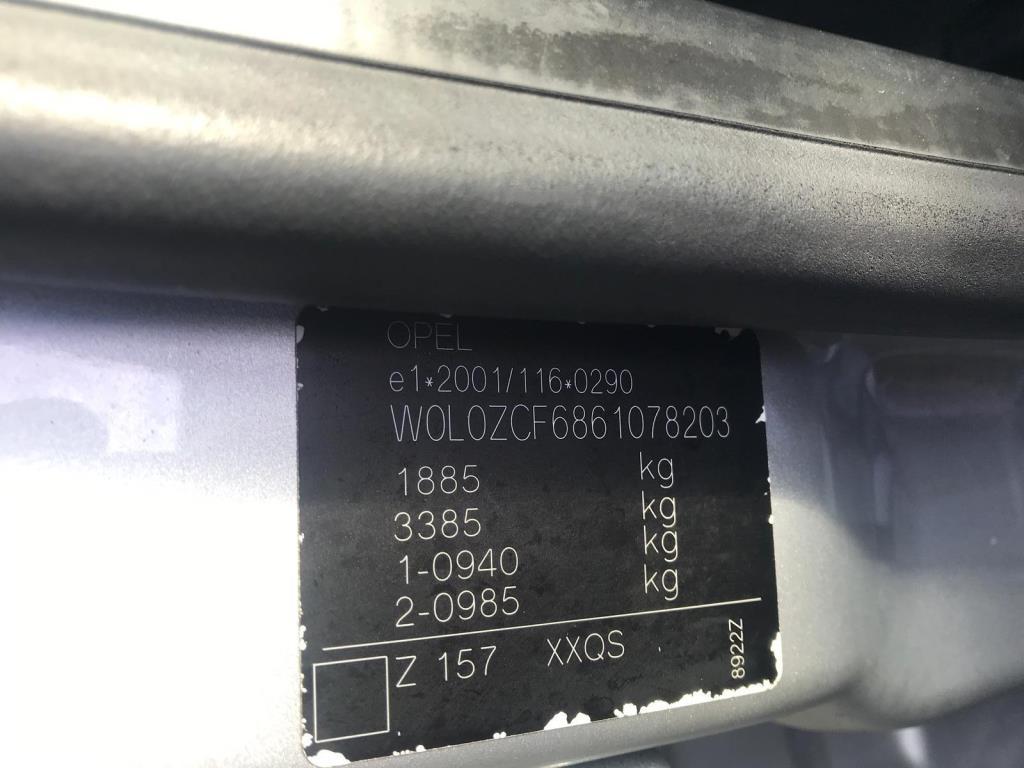 OPEL
e1*2001/116*0290
W0L0ZCF6861078203
1885 kg
3385 kg
1-0940 kg
2-0985 kg
Z 157 XXQS
8922Z